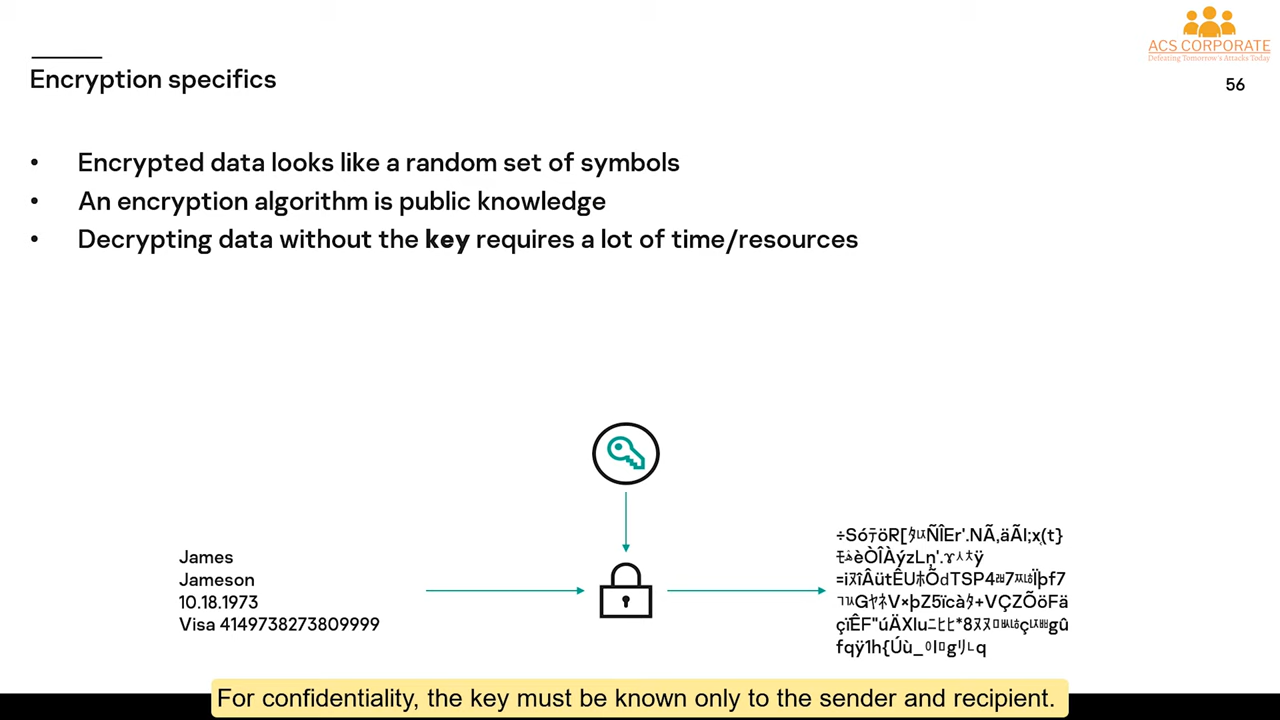 ACS CORPORATE
Defeating Tomorrow's Attacks Today
Encryption specifics
56
• Encrypted data looks like a random set of symbols
• An encryption algorithm is public knowledge
• Decrypting data without the key requires a lot of time/resources
James
Jameson
10.18.1973
Visa 4149738273809999
For confidentiality, the key must be known only to the sender and recipient.